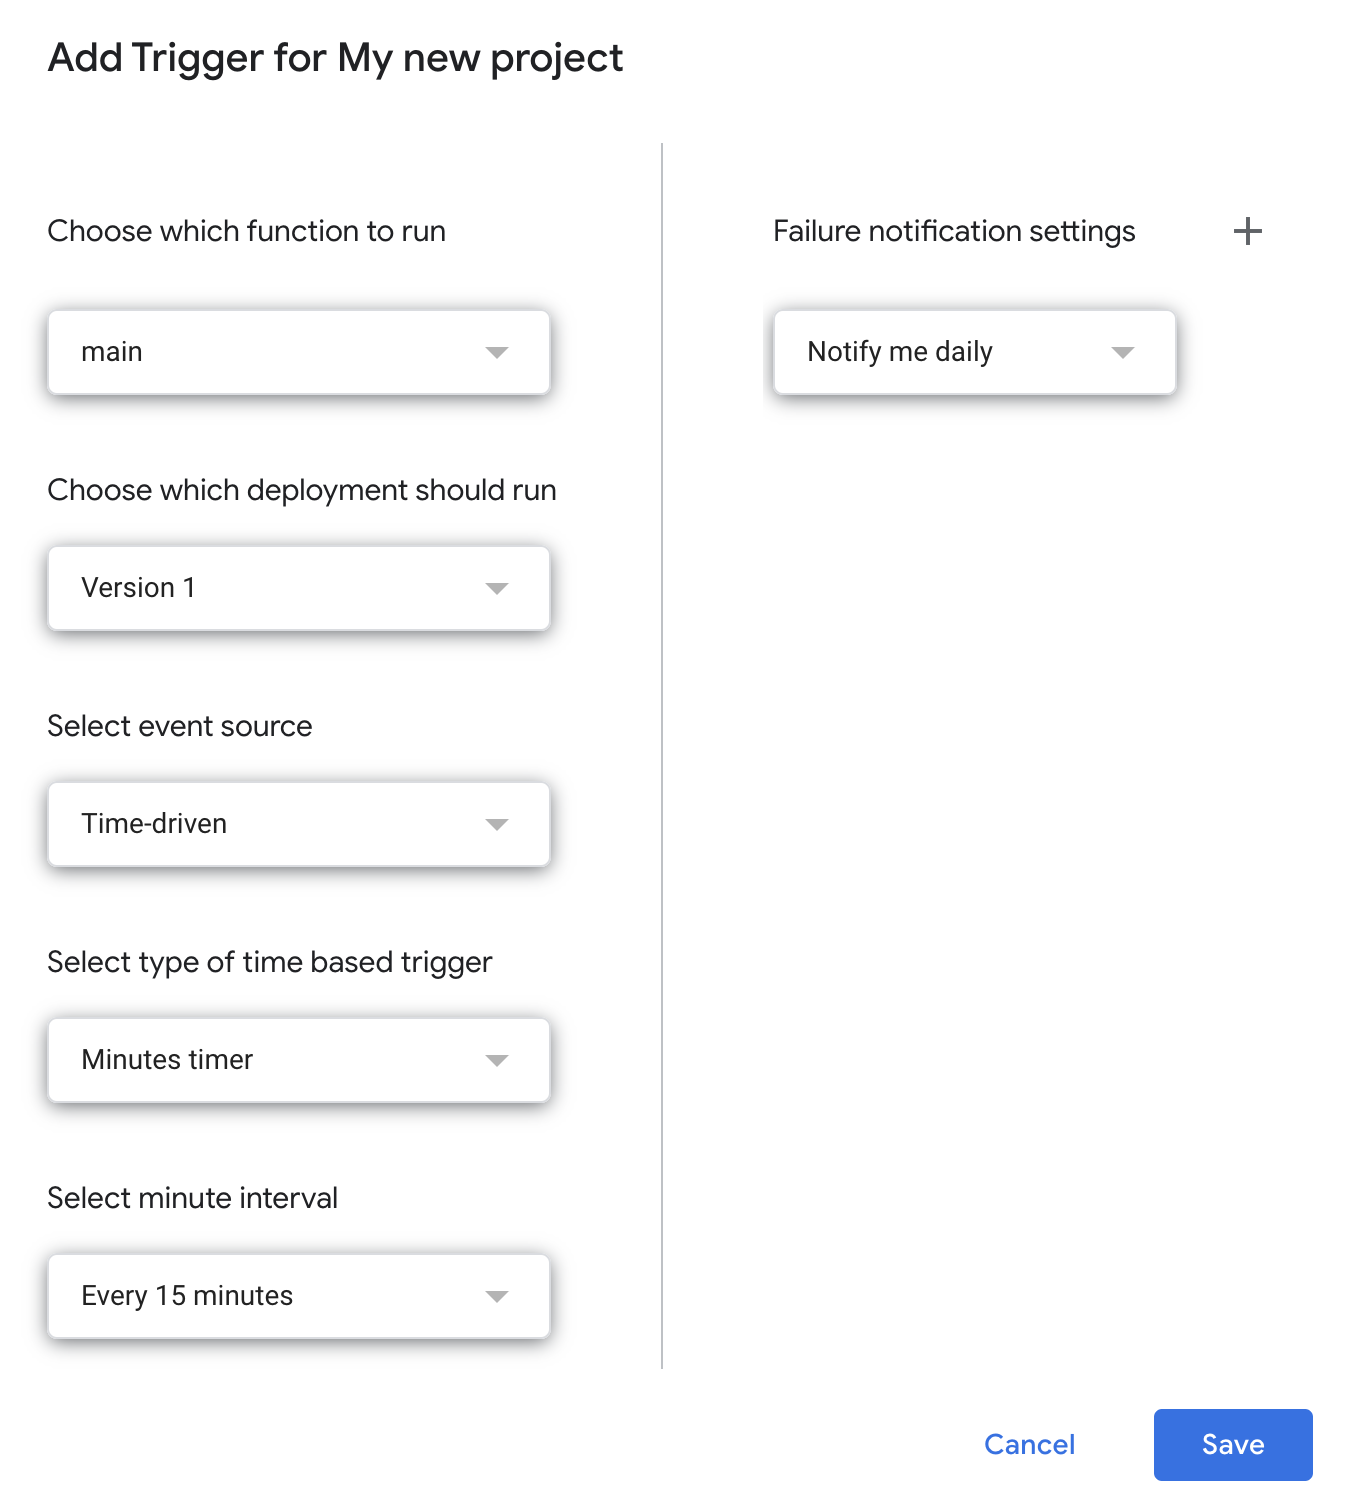 Add Trigger for My new project
Choose which function to run
main
Choose which deployment should run
Version 1
Select event source
Time-driven
Select type of time based trigger
Minutes timer
Select minute interval
Every 15 minutes
Failure notification settings
Notify me daily
Cancel
Save